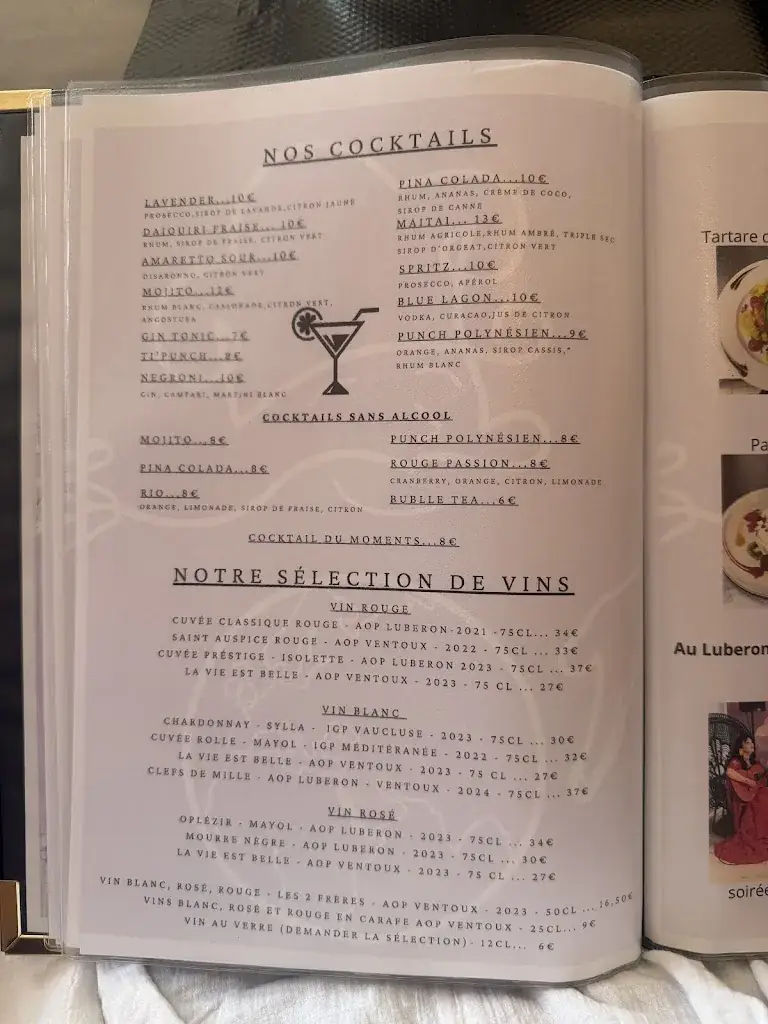 NOS COCKTAILS
LAVENDER...10€
PROSECCO,SIROP DE LAVANDE,CITRON JAUNE
DAIQUIRI FRAISE... 10€
RHUM, SIROP DE FRAISE, CITRON VERT
AMARETTO SOUR...10€
DISARONNO, CITRON VERT
MOJITO...12€
RHUM BLANC, CASSONADE,CITRON VERT,
ANGOSTURA
GIN TONIC...7€
TI'PUNCH...8€
NEGRONI...10€
GIN, CAMPARI, MARTINI BLANC
PINA COLADA...10€
RHUM, ANANAS, CRÈME DE COCO,
SIROP DE CANNE
MAITAI... 13€
RHUM AGRICOLE,RHUM AMBRÉ, TRIPLE SEC
SIROP D'ORGEAT,CITRON VERT
SPRITZ...10€
PROSECCO, APÉROL
BLUE LAGON...10€
VODKA, CURACAO,JUS DE CITRON
PUNCH POLYNÉSIEN...9€
ORANGE, ANANAS, SIROP CASSIS,*
RHUM BLANC
COCKTAILS SANS ALCOOL
MOJITO...8€
PINA COLADA...8€
RIO...8€
ORANGE, LIMONADE, SIROP DE FRAISE, CITRON
PUNCH POLYNÉSIEN...8€
ROUGE PASSION...8€
CRANBERRY, ORANGE, CITRON, LIMONADE
BUBLLE TEA...6€
COCKTAIL DU MOMENTS...8€
NOTRE SÉLECTION DE VINS
VIN ROUGE
CUVÉE CLASSIQUE ROUGE - AOP LUBERON-2021 -75CL... 34€
SAINT AUSPICE ROUGE - AOP VENTOUX - 2022 - 75CL ... 33€
CUVÉE PRÉSTIGE - ISOLETTE - AOP LUBERON 2023 - 75CL ... 37€
LA VIE EST BELLE - AOP VENTOUX - 2023 - 75 CL ... 27€
VIN BLANC
CHARDONNAY - SYLLA - IGP VAUCLUSE - 2023 - 75CL ... 30€
CUVÉE ROLLE - MAYOL - IGP MÉDITÉRANÉE - 2022 - 75CL ... 32€
LA VIE EST BELLE - AOP VENTOUX - 2023 - 75 CL ... 27€
CLEFS DE MILLE - AOP LUBERON - VENTOUX - 2024 - 75CL ... 37€
VIN ROSÉ
OPLÉZIR - MAYOL - AOP LUBERON - 2023 - 75CL ... 34€
MOURRE NÈGRE - AOP LUBERON - 2023 - 75CL ... 30€
LA VIE EST BELLE - AOP VENTOUX - 2023 - 75 CL ... 27€
VIN BLANC, ROSÉ, ROUGE - LES 2 FRÈRES - AOP VENTOUX - 2023 - 50CL ... 16,50€
VINS BLANC, ROSÉ ET ROUGE EN CARAFE AOP VENTOUX - 25CL... 9€
VIN AU VERRE (DEMANDER LA SÉLECTION)- 12CL... 6€
Tartare
Pa
Au Luberon
soirée